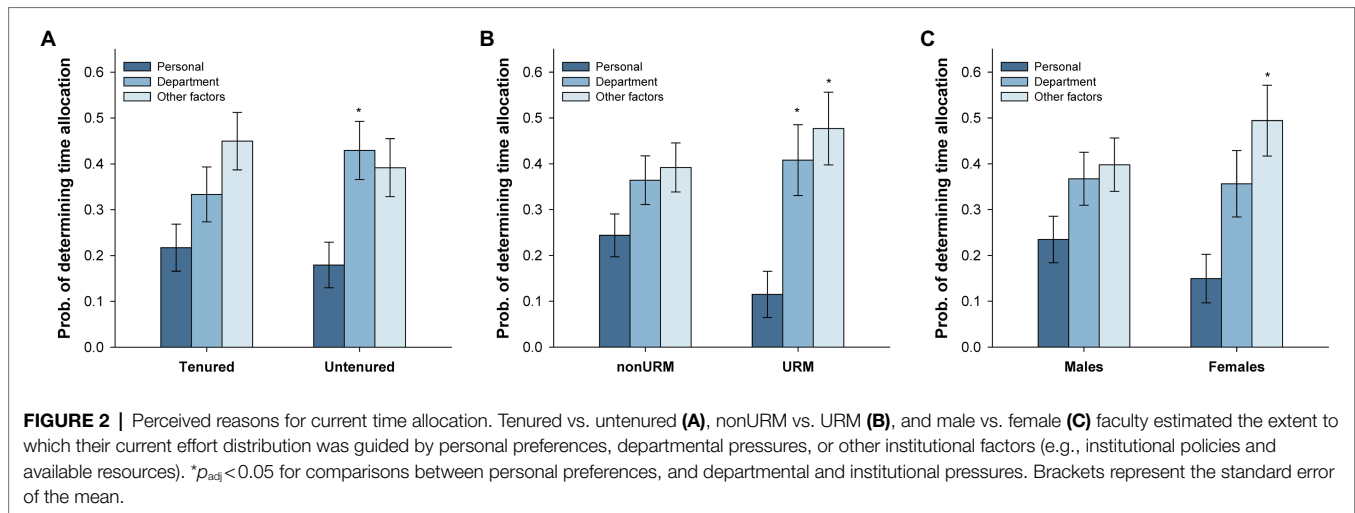 A
Prob. of determining time allocation
0.6
0.5
0.4
0.3
0.2
0.1
0.0
Personal
Department
Other factors
*
Tenured
Untenured
B
Prob. of determining time allocation
0.6
0.5
0.4
0.3
0.2
0.1
0.0
Personal
Department
Other factors
*
*
nonURM
URM
C
Prob. of determining time allocation
0.6
0.5
0.4
0.3
0.2
0.1
0.0
Personal
Department
Other factors
*
Males
Females
FIGURE 2 | Perceived reasons for current time allocation. Tenured vs. untenured (A), nonURM vs. URM (B), and male vs. female (C) faculty estimated the extent to
which their current effort distribution was guided by personal preferences, departmental pressures, or other institutional factors (e.g., institutional policies and
available resources). *p adj < 0.05 for comparisons between personal preferences, and departmental and institutional pressures. Brackets represent the standard error
of the mean.